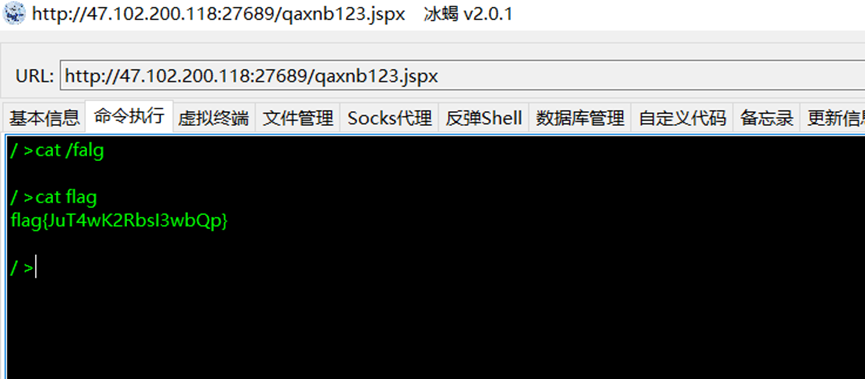 http://47.102.200.118:27689/qaxnb123.jspx 冰蝎 v2.0.1
URL: http://47.102.200.118:27689/qaxnb123.jspx
基本信息 命令执行 虚拟终端 文件管理 Socks代理 反弹Shell 数据库管理 自定义代码 备忘录 更新信
/ >cat /falg
/ >cat flag
flag{JuT4wK2RbsI3wbQp}
/ >